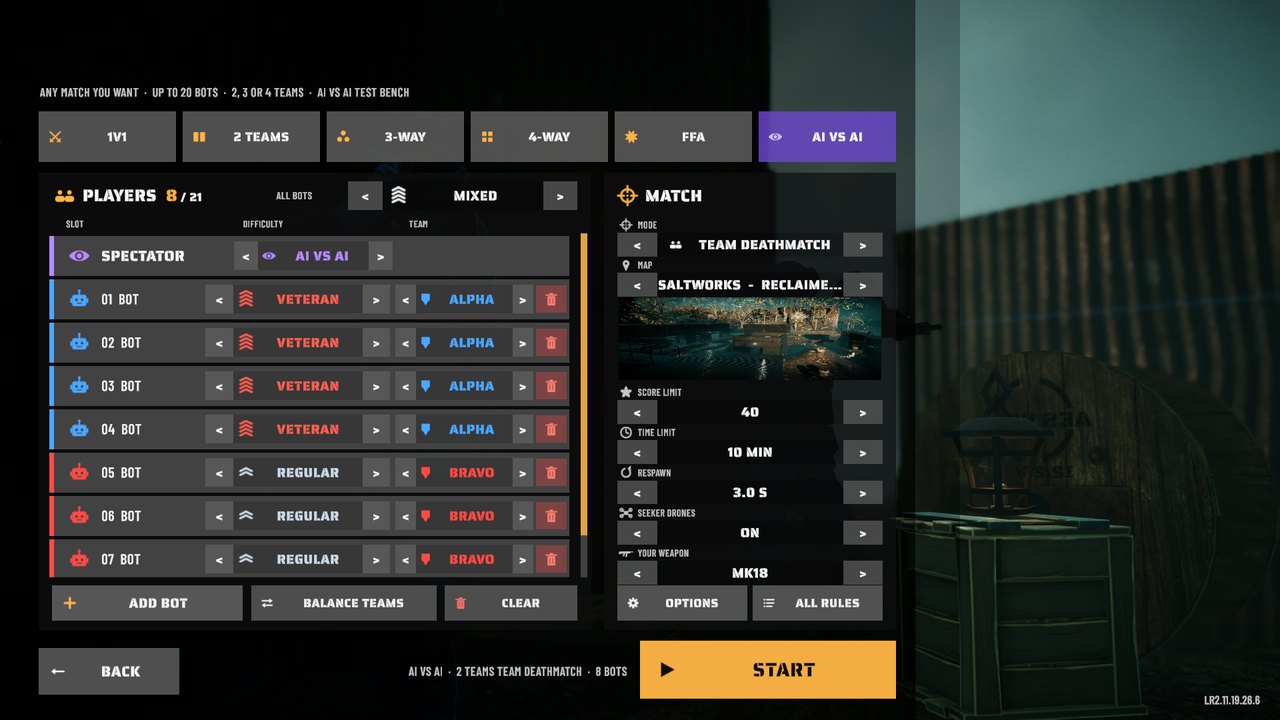 ANY MATCH YOU WANT · UP TO 20 BOTS · 2, 3 OR 4 TEAMS · AI VS AI TEST BENCH
1V1
2 TEAMS
3-WAY
4-WAY
FFA
AI VS AI
PLAYERS 8 / 21
ALL BOTS
< MIXED >
SLOT DIFFICULTY TEAM
SPECTATOR < AI VS AI >
01 BOT < VETERAN > < ALPHA >
02 BOT < VETERAN > < ALPHA >
03 BOT < VETERAN > < ALPHA >
04 BOT < VETERAN > < ALPHA >
05 BOT < REGULAR > < BRAVO >
06 BOT < REGULAR > < BRAVO >
07 BOT < REGULAR > < BRAVO >
ADD BOT
BALANCE TEAMS
CLEAR
MATCH
MODE
< TEAM DEATHMATCH >
MAP
< SALTWORKS - RECLAIME... >
SCORE LIMIT
< 40 >
TIME LIMIT
< 10 MIN >
RESPAWN
< 3.0 S >
SEEKER DRONES
< ON >
YOUR WEAPON
< MK18 >
OPTIONS
ALL RULES
BACK
AI VS AI · 2 TEAMS TEAM DEATHMATCH · 8 BOTS
START
LR2.11.19.26.6